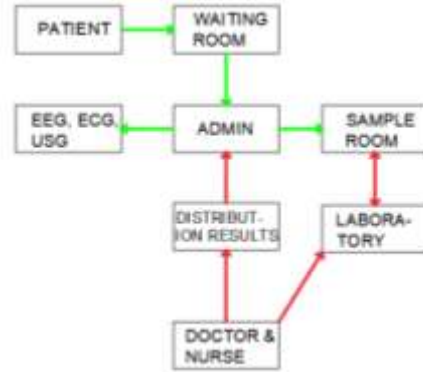 PATIENT
WAITING
ROOM
EEG, ECG,
USG
ADMIN
SAMPLE
ROOM
DISTRIBUT-
ION RESULTS
LABORA-
TORY
DOCTOR &
NURSE